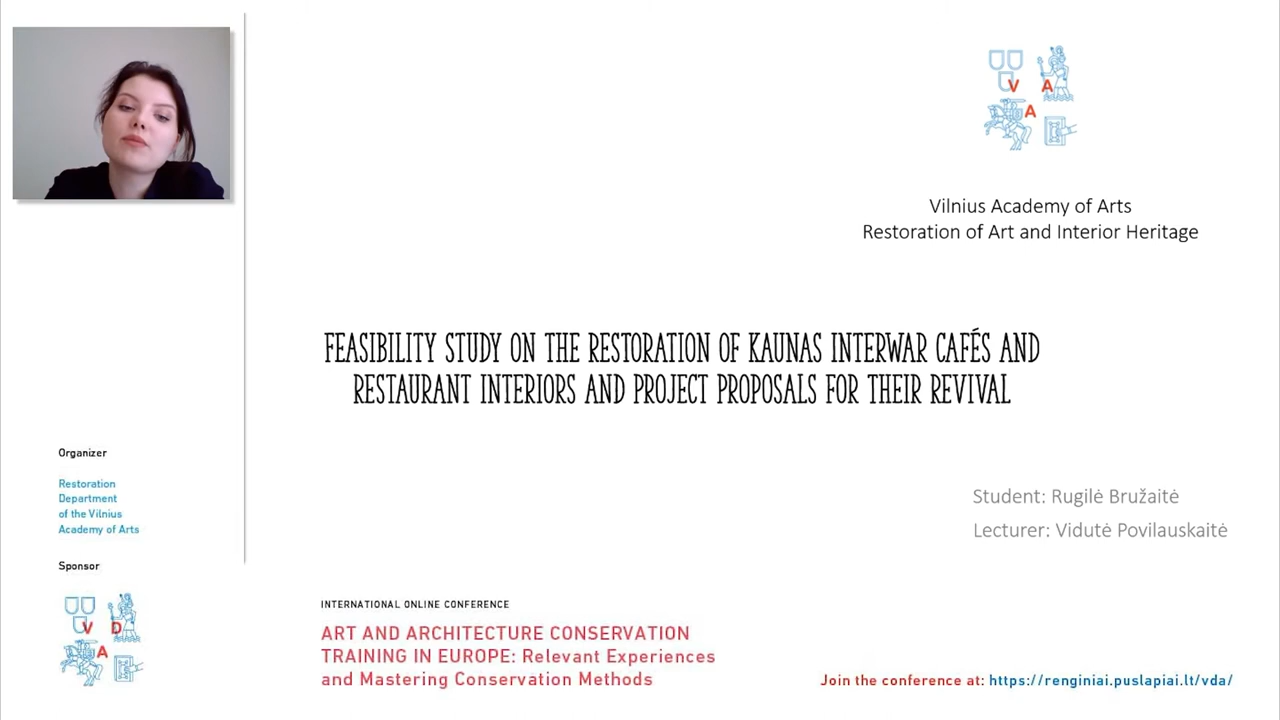 V A
A
Vilnius Academy of Arts
Restoration of Art and Interior Heritage
FEASIBILITY STUDY ON THE RESTORATION OF KAUNAS INTERWAR CAFÉS AND
RESTAURANT INTERIORS AND PROJECT PROPOSALS FOR THEIR REVIVAL
Student: Rugilė Bružaitė
Lecturer: Vidutė Povilauskaitė
Organizer
Restoration
Department
of the Vilnius
Academy of Arts
Sponsor
V D
A
INTERNATIONAL ONLINE CONFERENCE
ART AND ARCHITECTURE CONSERVATION
TRAINING IN EUROPE: Relevant Experiences
and Mastering Conservation Methods
Join the conference at: https://renginiai.puslapiai.lt/vda/